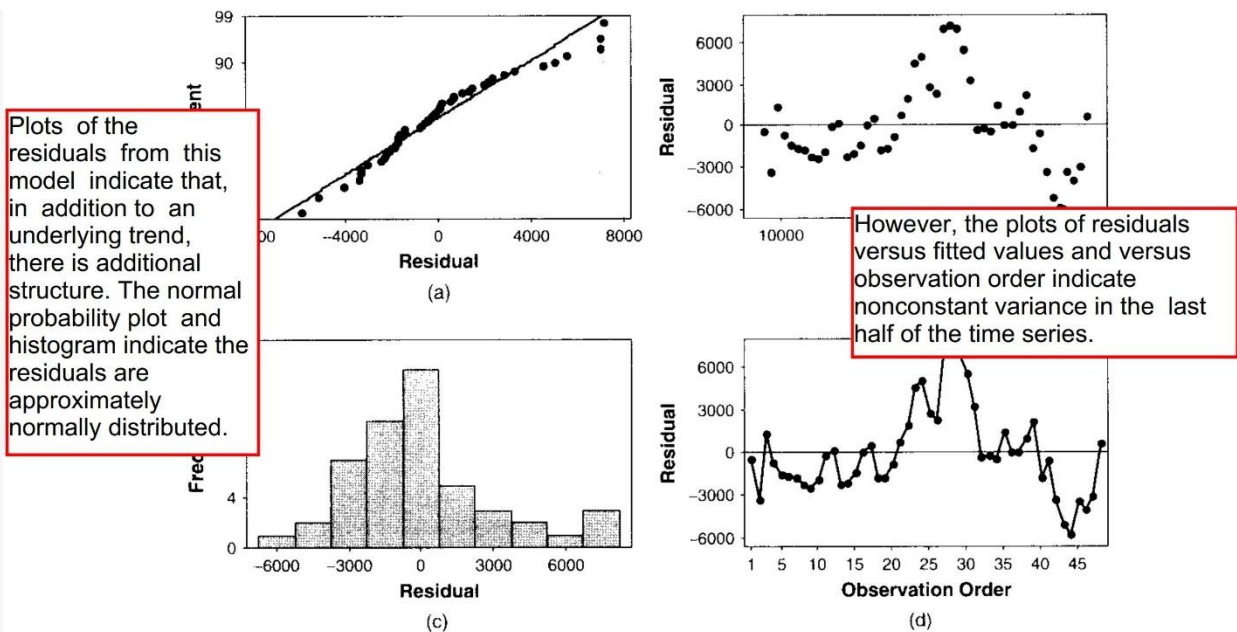 99
90
ent
Plots of the
residuals from this
model indicate that,
in addition to an
underlying trend,
there is additional
structure. The normal
probability plot and
histogram indicate the
residuals are
approximately
normally distributed.
00 --4000 0 4000 8000
Residual
(a)
6000
3000
0
-3000
-6000
Residual
10000
However, the plots of residuals
versus fitted values and versus
observation order indicate
nonconstant variance in the last
half of the time series.
Freq
4
0
-6000 -3000 0 3000 6000
Residual
(c)
6000
3000
0
-3000
-6000
Residual
1 5 10 15 20 25 30 35 40 45
Observation Order
(d)